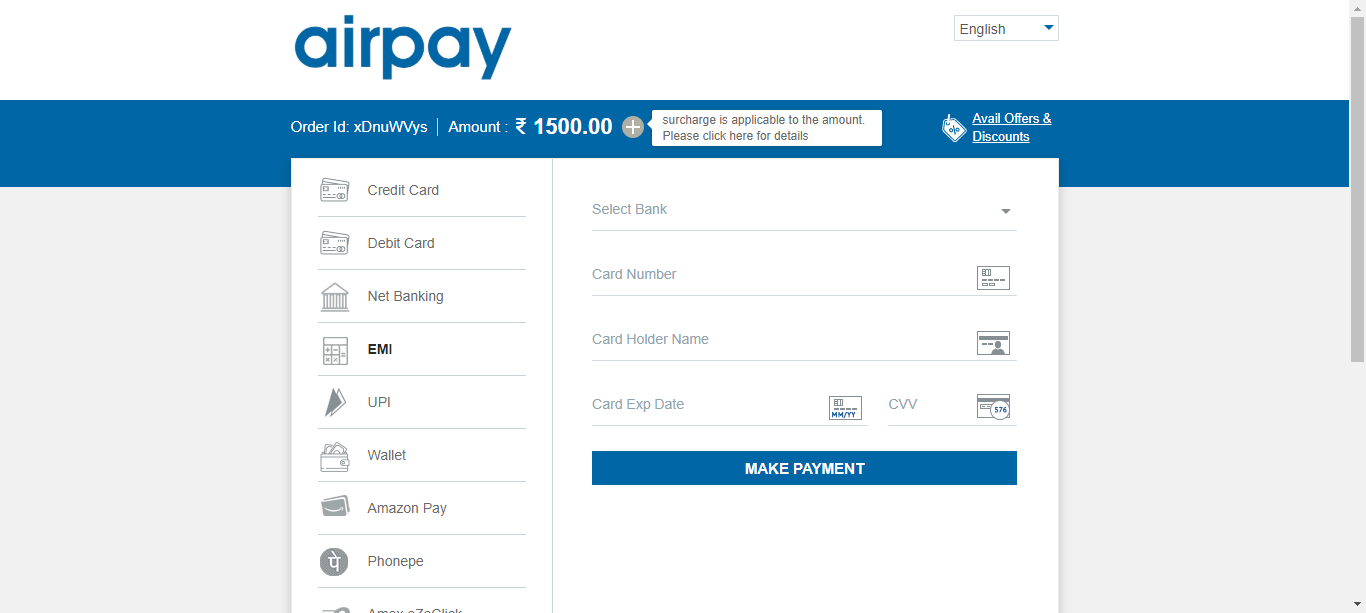 airpay
English
Order Id: xDnuWVys
Amount : ₹ 1500.00
surcharge is applicable to the amount.
Please click here for details
Avail Offers &
Discounts
Credit Card
Debit Card
Net Banking
EMI
UPI
Wallet
Amazon Pay
Phonepe
Amex eZeClick
Select Bank
Card Number
Card Holder Name
Card Exp Date
MM/YY
CVV
576
MAKE PAYMENT